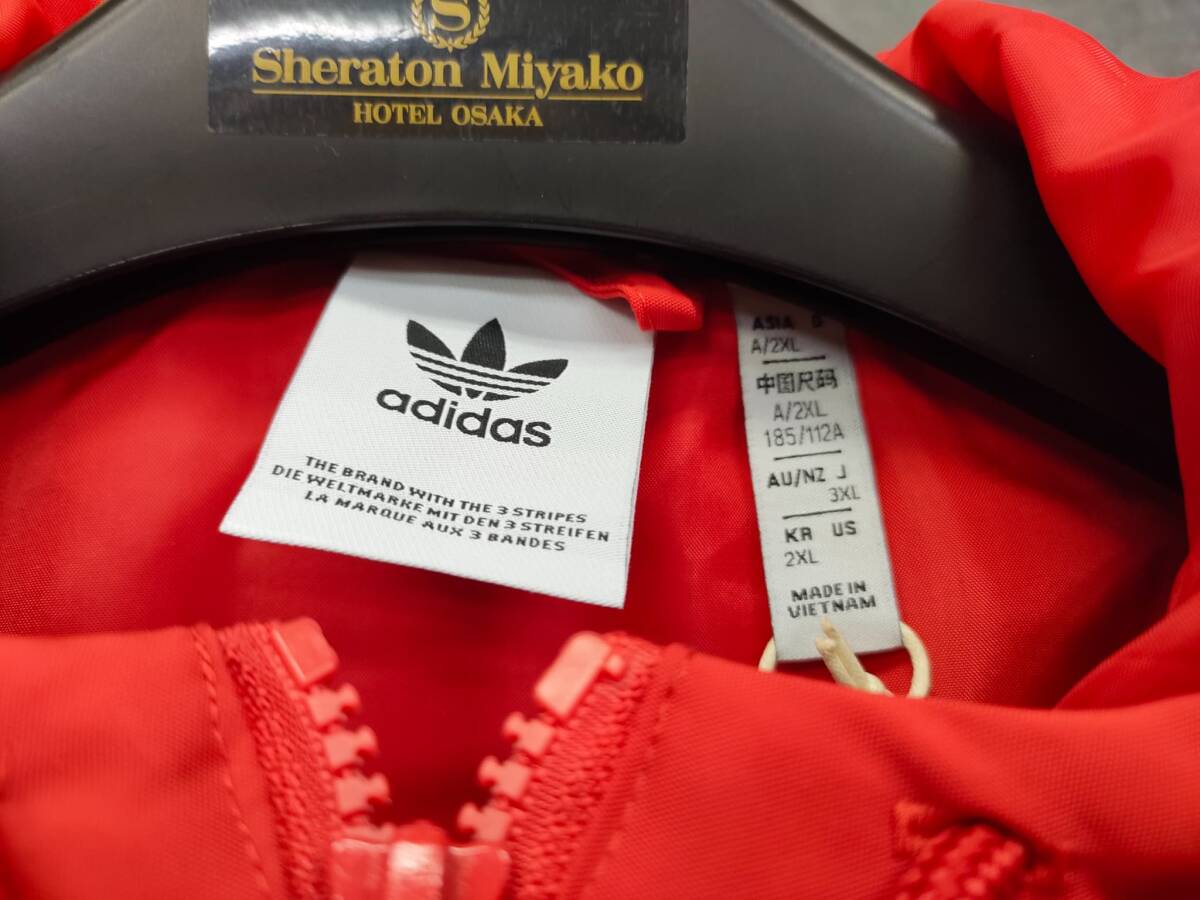 S
Sheraton Miyako
HOTEL OSAKA
adidas
THE BRAND WITH THE 3 STRIPES
DIE WELTMARKE MIT DEN 3 STREIFEN
LA MARQUE AUX 3 BANDES
ASIA
A/2XL
中国尺码
A/2XL
185/112A
AU/NZ J
3XL
KR US
2XL
MADE IN
VIETNAM